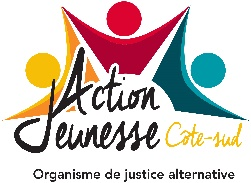 Action
Jeunesse Côte-sud
Organisme de justice alternative